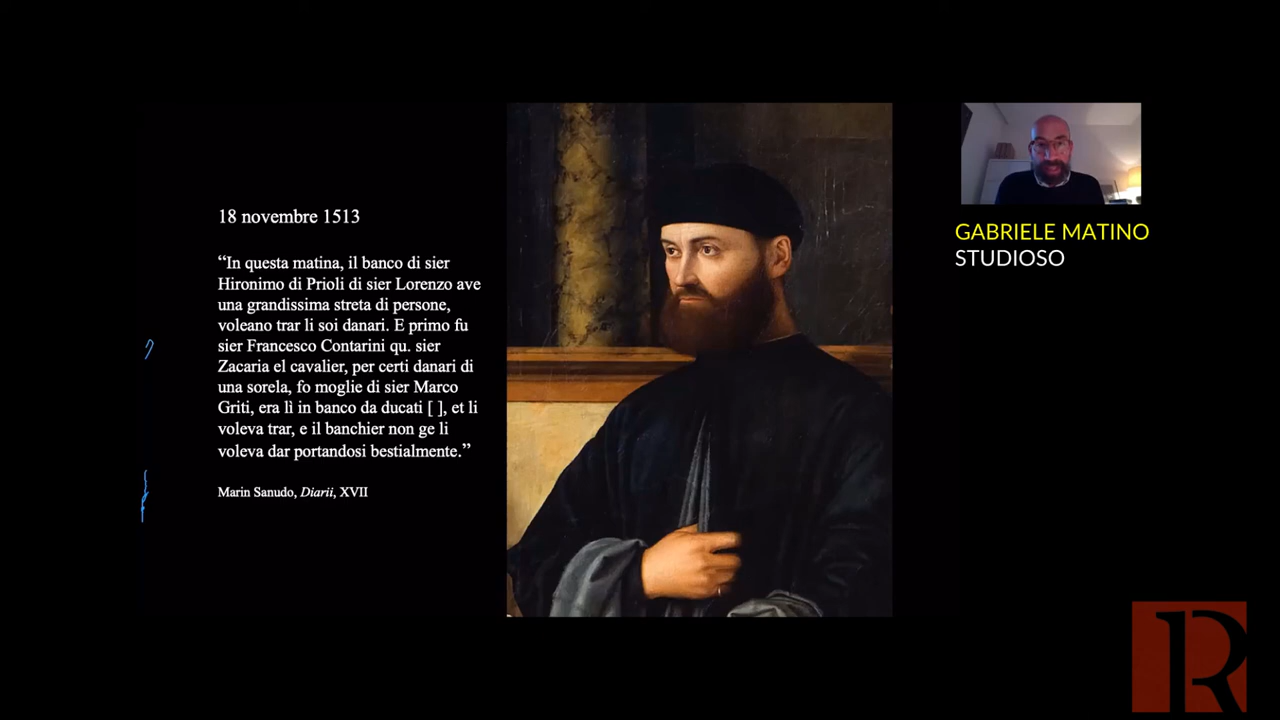 18 novembre 1513
“In questa matina, il banco di sier
Hironimo di Prioli di sier Lorenzo ave
una grandissima streta di persone,
voleano trar li soi danari. E primo fu
sier Francesco Contarini qu. sier
Zacaria el cavalier, per certi danari di
una sorela, fo moglie di sier Marco
Griti, era lì in banco da ducati [ ], et li
voleva trar, e il banchier non ge li
voleva dar portandosi bestialmente.”
Marin Sanudo, Diarii, XVII
GABRIELE MATINO
STUDIOSO
R